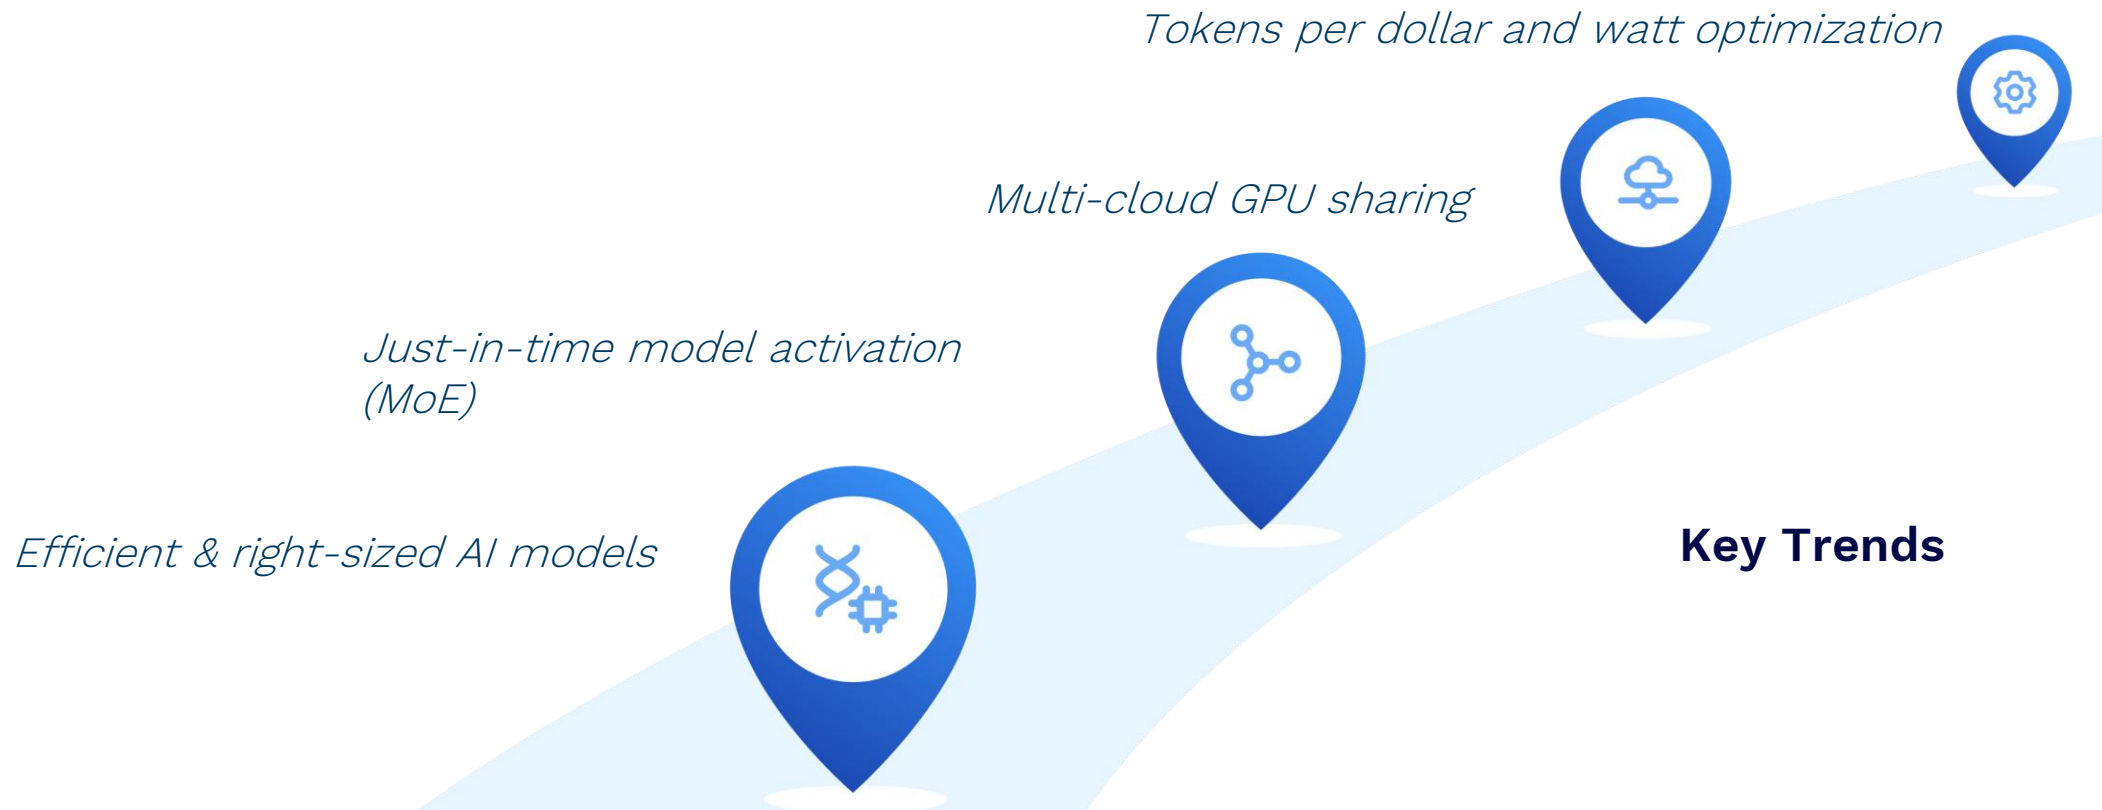 Tokens per dollar and watt optimization
Multi-cloud GPU sharing
Just-in-time model activation
(MoE)
Efficient & right-sized AI models
Key Trends